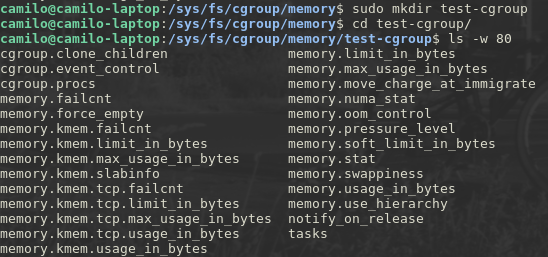 camilo@camilo-laptop:/sys/fs/cgroup/memory$ sudo mkdir test-cgroup
camilo@camilo-laptop:/sys/fs/cgroup/memory$ cd test-cgroup/
camilo@camilo-laptop:/sys/fs/cgroup/memory/test-cgroup$ ls -w 80
cgroup.clone_children               memory.limit_in_bytes
cgroup.event_control                memory.max_usage_in_bytes
cgroup.procs                        memory.move_charge_at_immigrate
memory.failcnt                      memory.numa_stat
memory.force_empty                  memory.oom_control
memory.kmem.failcnt                 memory.pressure_level
memory.kmem.limit_in_bytes          memory.soft_limit_in_bytes
memory.kmem.max_usage_in_bytes      memory.stat
memory.kmem.slabinfo                memory.swappiness
memory.kmem.tcp.failcnt             memory.usage_in_bytes
memory.kmem.tcp.limit_in_bytes      memory.use_hierarchy
memory.kmem.tcp.max_usage_in_bytes  notify_on_release
memory.kmem.tcp.usage_in_bytes      tasks
memory.kmem.usage_in_bytes